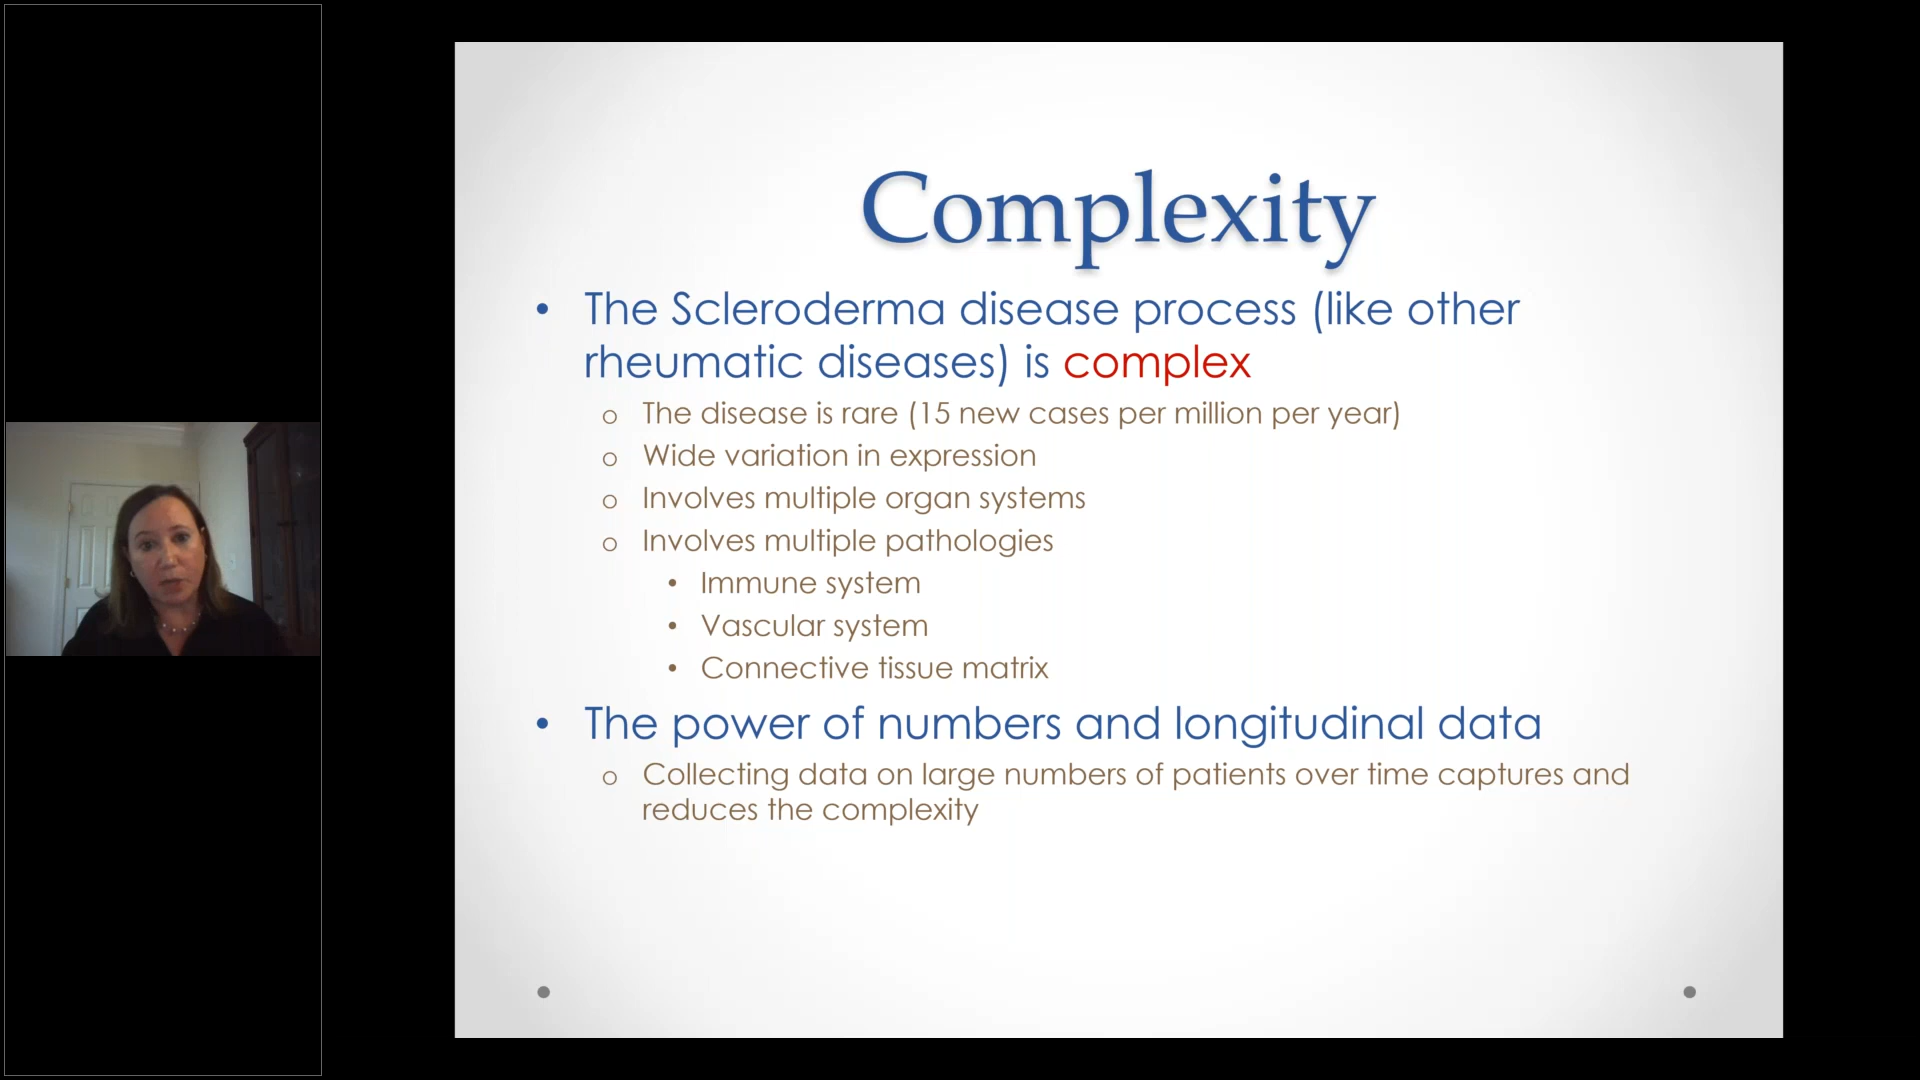 Complexity
• The Scleroderma disease process (like other
rheumatic diseases) is complex
o The disease is rare (15 new cases per million per year)
o Wide variation in expression
o Involves multiple organ systems
o Involves multiple pathologies
• Immune system
• Vascular system
• Connective tissue matrix
• The power of numbers and longitudinal data
o Collecting data on large numbers of patients over time captures and
reduces the complexity